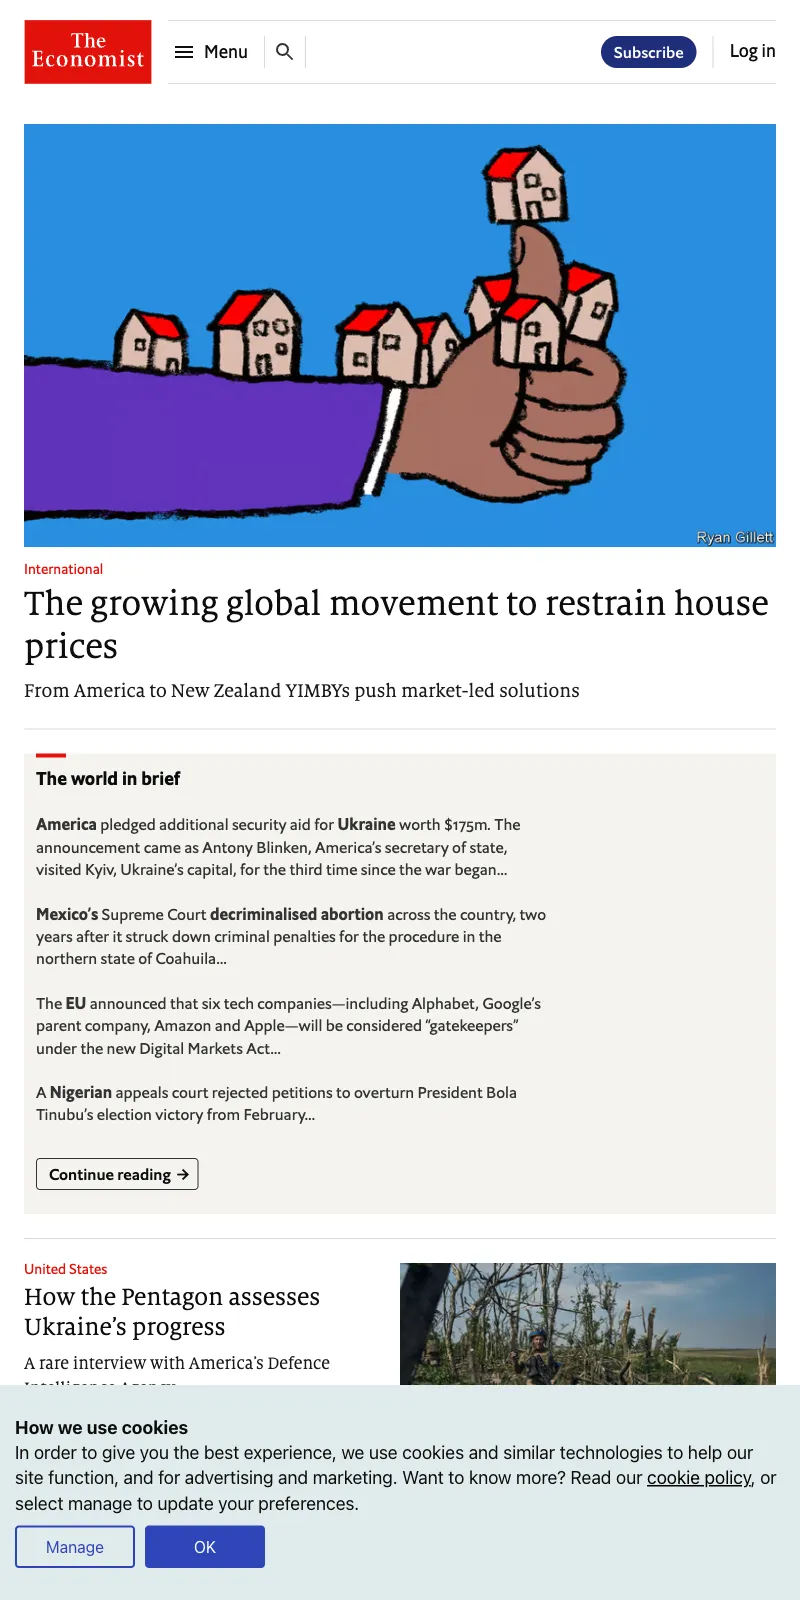 The
Economist
Menu
Subscribe
Log in
Ryan Gillett
International
The growing global movement to restrain house
prices
From America to New Zealand YIMBYs push market-led solutions
The world in brief
America pledged additional security aid for Ukraine worth $175m. The
announcement came as Antony Blinken, America's secretary of state,
visited Kyiv, Ukraine's capital, for the third time since the war began...
Mexico's Supreme Court decriminalised abortion across the country, two
years after it struck down criminal penalties for the procedure in the
northern state of Coahuila...
The EU announced that six tech companies—including Alphabet, Google's
parent company, Amazon and Apple—will be considered "gatekeepers"
under the new Digital Markets Act...
A Nigerian appeals court rejected petitions to overturn President Bola
Tinubu's election victory from February...
Continue reading →
United States
How the Pentagon assesses
Ukraine's progress
A rare interview with America's Defence
How we use cookies
In order to give you the best experience, we use cookies and similar technologies to help our
site function, and for advertising and marketing. Want to know more? Read our cookie policy, or
select manage to update your preferences.
Manage
OK